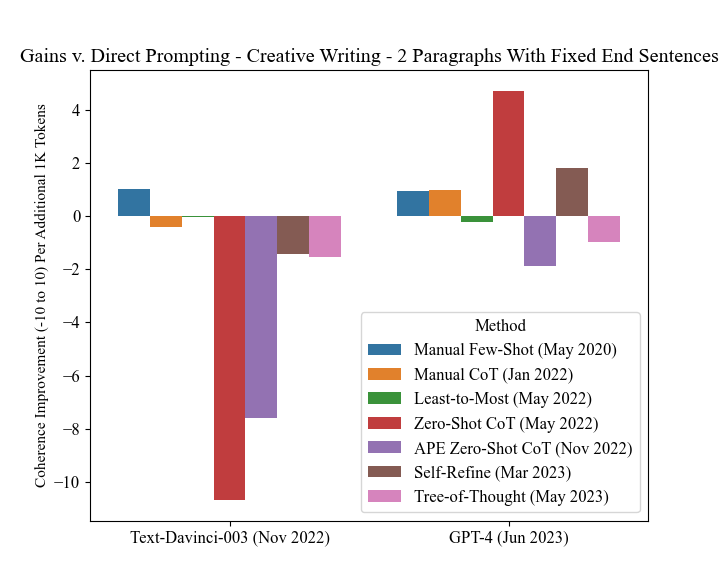 Gains v. Direct Prompting - Creative Writing - 2 Paragraphs With Fixed End Sentences
Coherence Improvement (-10 to 10) Per Additional 1K Tokens
4
2
0
−2
−4
−6
−8
−10
Method
Manual Few-Shot (May 2020)
Manual CoT (Jan 2022)
Least-to-Most (May 2022)
Zero-Shot CoT (May 2022)
APE Zero-Shot CoT (Nov 2022)
Self-Refine (Mar 2023)
Tree-of-Thought (May 2023)
Text-Davinci-003 (Nov 2022)
GPT-4 (Jun 2023)